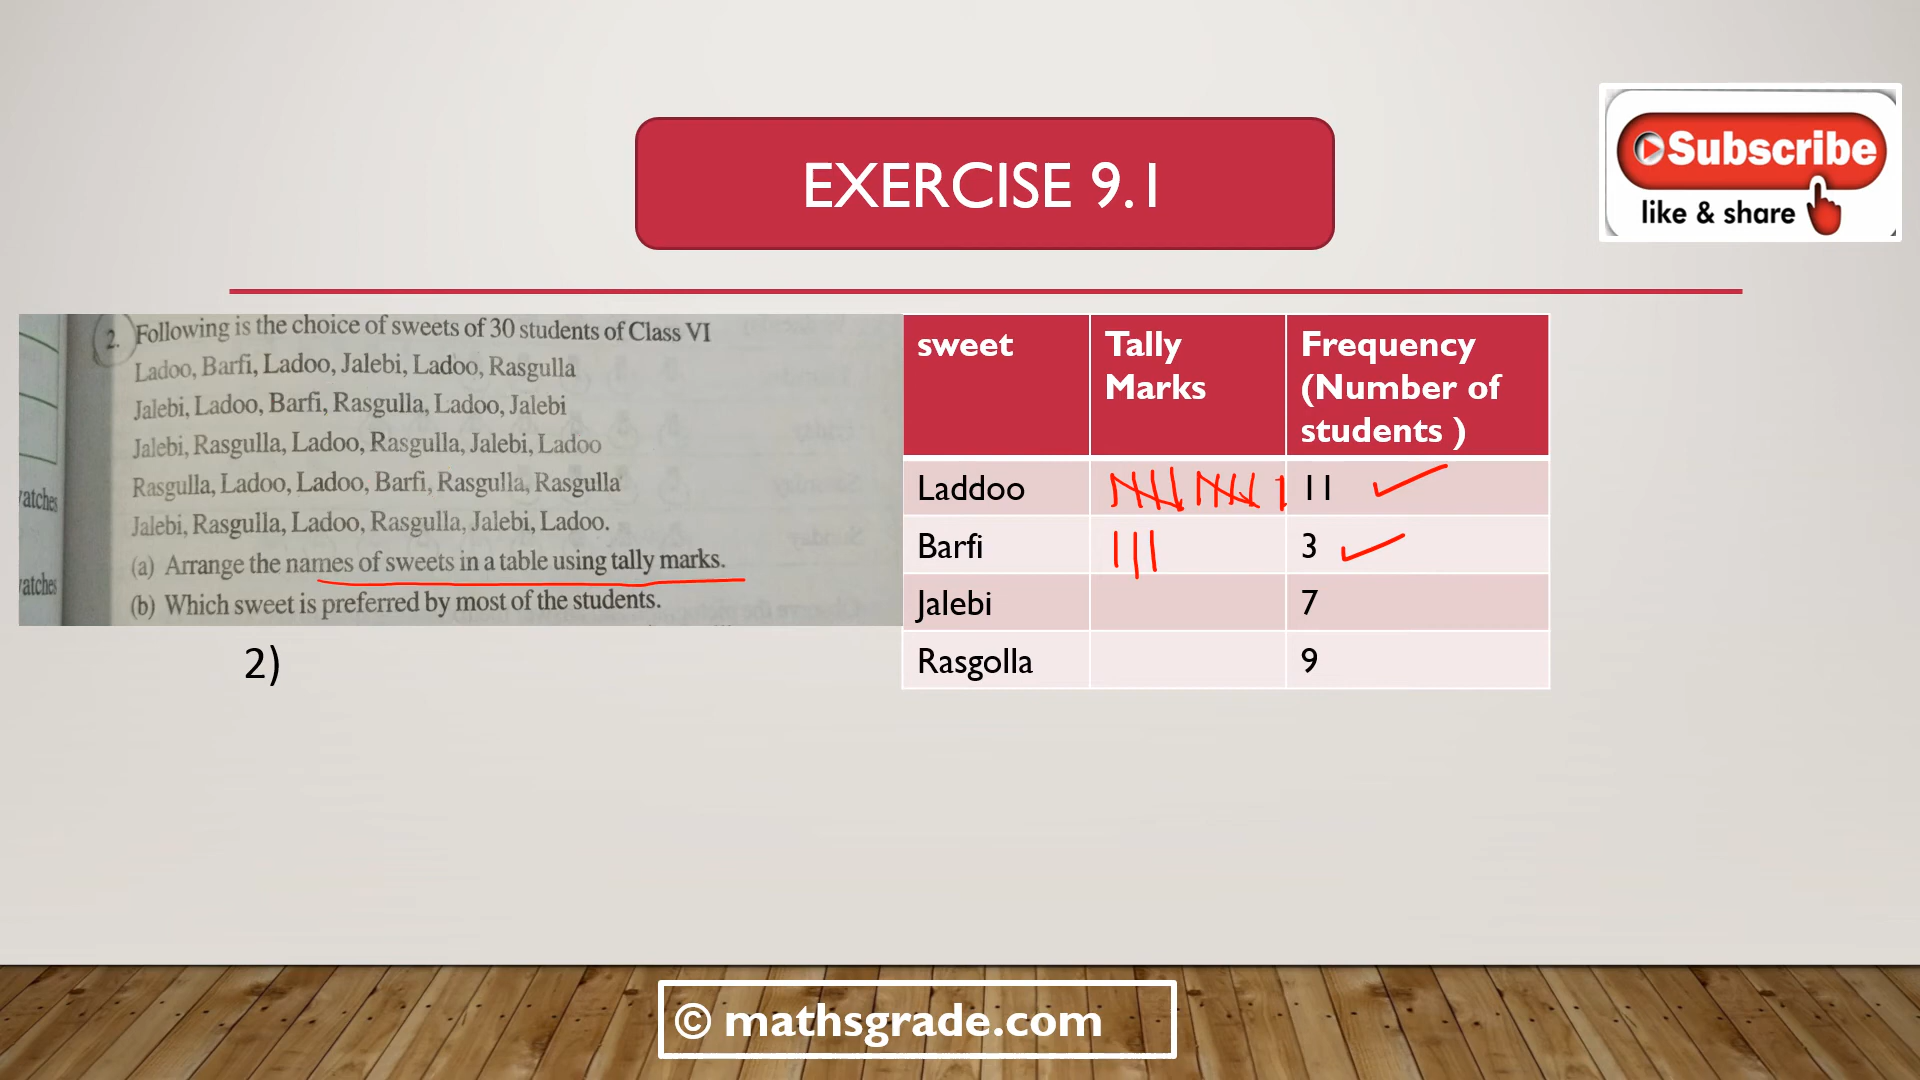 EXERCISE 9.1
Subscribe
like & share
2. Following is the choice of sweets of 30 students of Class VI
Ladoo, Barfi, Ladoo, Jalebi, Ladoo, Rasgulla
Jalebi, Ladoo, Barfi, Rasgulla, Ladoo, Jalebi
Jalebi, Rasgulla, Ladoo, Rasgulla, Jalebi, Ladoo
Rasgulla, Ladoo, Ladoo, Barfi, Rasgulla, Rasgulla
Jalebi, Rasgulla, Ladoo, Rasgulla, Jalebi, Ladoo.
(a) Arrange the names of sweets in a table using tally marks.
(b) Which sweet is preferred by most of the students.
atches
atches
2)
sweet Tally Marks Frequency (Number of students )
Laddoo 11
Barfi ||| 3
Jalebi 7
Rasgolla 9
© mathsgrade.com